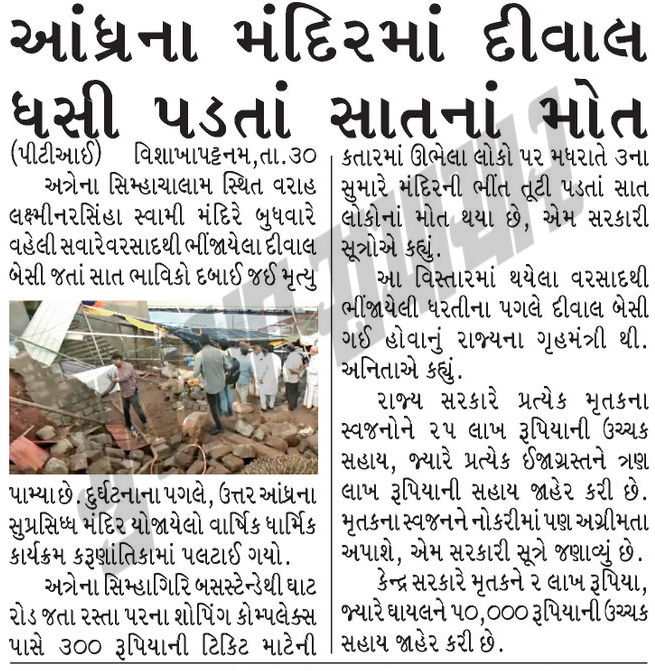 આંધ્રના મંદિરમાં દીવાલ
ધસી પડતાં સાતનાં મોત
(પીટીઆઈ) વિશાખાપટ્ટનમ,તા.૩૦
અત્રેના સિમ્હાચાલામ સ્થિત વરાહ
લક્ષ્મીનરસિંહા સ્વામી મંદિરે બુધવારે
વહેલી સવારેવરસાદથી ભીંજાયેલા દીવાલ
બેસી જતાં સાત ભાવિકો દબાઈ જઈ મૃત્યુ
પામ્યા છે. દુર્ઘટનાના પગલે, ઉત્તર આંધ્રના
સુપ્રસિધ્ધ મંદિર યોજાયેલો વાર્ષિક ધાર્મિક
કાર્યક્રમ કરૂણાંતિકામાં પલટાઈ ગયો.
અત્રેના સિમ્હાગિરિ બસસ્ટેન્ડેથી ઘાટ
રોડ જતા રસ્તા પરના શોપિંગ કોમ્પ્લેક્સ
પાસે ૩૦૦ રૂપિયાની ટિકિટ માટેની
કતારમાં ઊભેલા લોકો પર મધરાતે ૩ના
સુમારે મંદિરની ભીંત તૂટી પડતાં સાત
લોકોનાં મોત થયા છે, એમ સરકારી
સૂત્રોએ કહ્યું.
આ વિસ્તારમાં થયેલા વરસાદથી
ભીંજાયેલી ધરતીના પગલે દીવાલ બેસી
ગઈ હોવાનું રાજ્યના ગૃહમંત્રી થી.
અનિતાએ કહ્યું.
રાજ્ય સરકારે પ્રત્યેક મૃતકના
સ્વજનોને ૨૫ લાખ રૂપિયાની ઉચ્ચક
સહાય, જ્યારે પ્રત્યેક ઈજાગ્રસ્તને ત્રણ
લાખ રૂપિયાની સહાય જાહેર કરી છે.
મૃતકના સ્વજનને નોકરીમાં પણ અગ્રીમતા
અપાશે, એમ સરકારી સૂત્રે જણાવ્યું છે.
કેન્દ્ર સરકારે મૃતકને ૨ લાખ રૂપિયા,
જ્યારે ઘાયલને ૫૦,૦૦૦ રૂપિયાની ઉચ્ચક
સહાય જાહેર કરી છે.